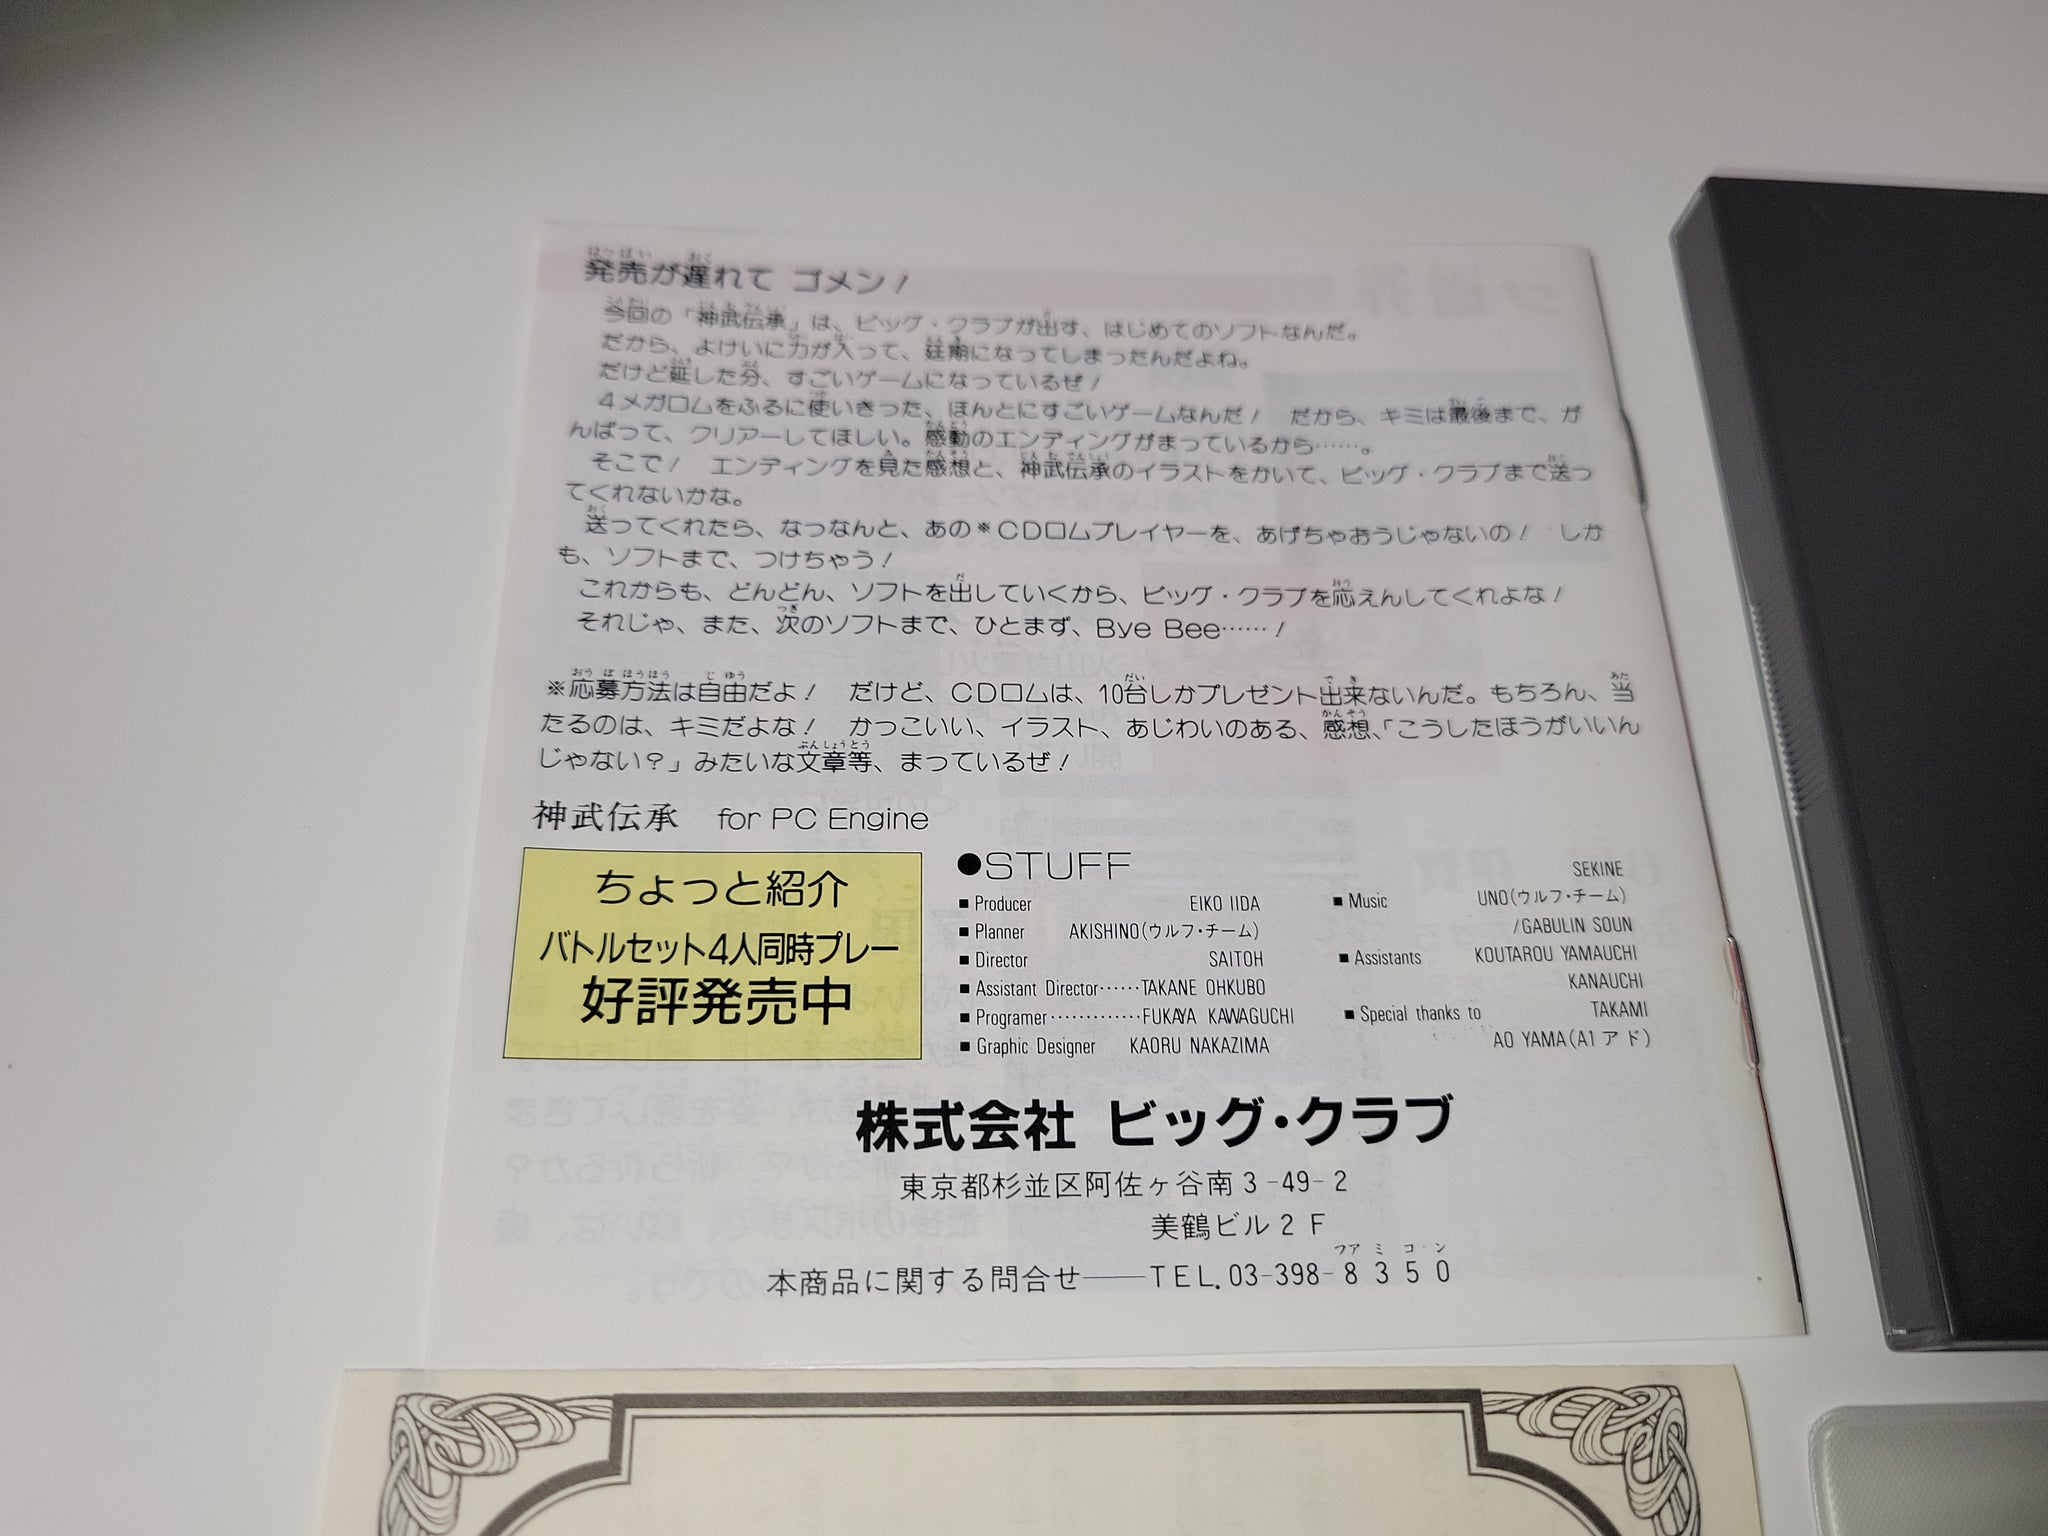 発売が遅れて ゴメン！
今回の「神武伝承」は、ビッグ・クラブが出す、はじめてのソフトなんだ。
だから、よけいに力が入って、延期になってしまったんだよね。
だけど延した分、すごいゲームになっているぜ！
4メガロムをふるに使いきった、ほんとにすごいゲームなんだ！ だから、キミは最後まで、が
んばって、クリアーしてほしい。感動のエンディングがまっているから……。
そこで！ エンディングを見た感想と、神武伝承のイラストをかいて、ビッグ・クラブまで送っ
てくれないかな。
送ってくれたら、なっなんと、あの※CDロムプレイヤーを、あげちゃおうじゃないの！ しか
も、ソフトまで、つけちゃう！
これからも、どんどん、ソフトを出していくから、ビッグ・クラブを応えんしてくれよな！
それじゃ、また、次のソフトまで、ひとまず、Bye Bee……！
※応募方法は自由だよ！ だけど、CDロムは、10台しかプレゼント出来ないんだ。もちろん、当
たるのは、キミだよな！ かっこいい、イラスト、あじわいのある、感想、「こうしたほうがいいん
じゃない？」みたいな文章等、まっているぜ！
神武伝承 for PC Engine
ちょっと紹介
バトルセット4人同時プレー
好評発売中
●STUFF
■Producer EIKO IIDA
■Planner AKISHINO(ウルフ・チーム)
■Director SAITOH
■Assistant Director……TAKANE OHKUBO
■Programer…………FUKAYA KAWAGUCHI
■Graphic Designer KAORU NAKAZIMA
SEKINE
■Music UNO(ウルフ・チーム)
/GABULIN SOUN
■Assistants KOUTAROU YAMAUCHI
KANAUCHI
■Special thanks to TAKAMI
AO YAMA(A1アド)
株式会社 ビッグ・クラブ
東京都杉並区阿佐ヶ谷南3-49-2
美鶴ビル2F
ファミコン
本商品に関する問合せ――TEL.03-398-8350